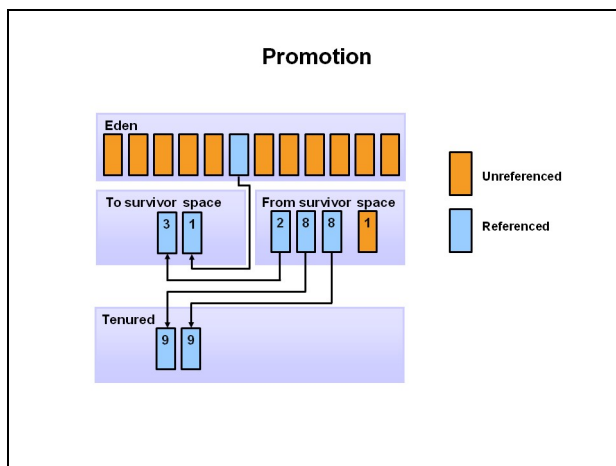 Promotion
Eden
Unreferenced
To survivor space
From survivor space
3 1
2 8 8 1
Referenced
Tenured
9 9